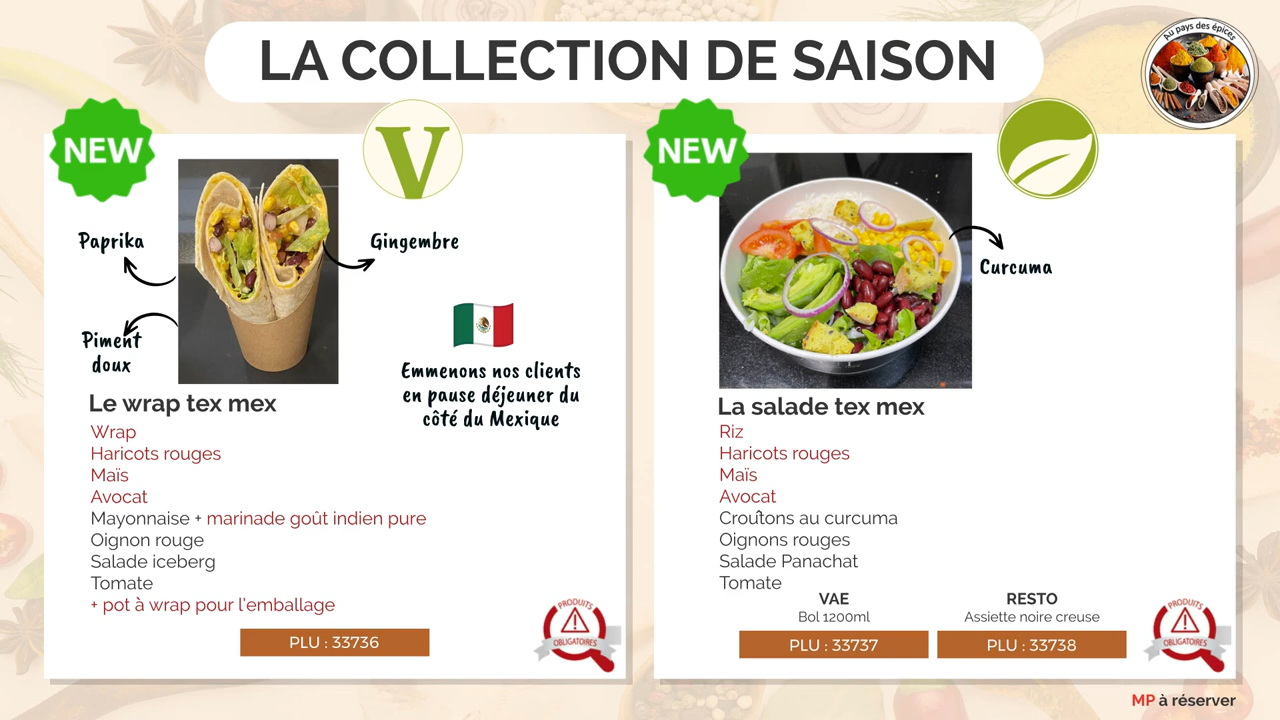 LA COLLECTION DE SAISON
Au pays des épices
NEW
V
Paprika
Gingembre
Piment
doux
Emmenons nos clients
en pause déjeuner du
côté du Mexique
Le wrap tex mex
Wrap
Haricots rouges
Maïs
Avocat
Mayonnaise + marinade goût indien pure
Oignon rouge
Salade iceberg
Tomate
+ pot à wrap pour l'emballage
PLU : 33736
PRODUITS
OBLIGATOIRES
NEW
Curcuma
La salade tex mex
Riz
Haricots rouges
Maïs
Avocat
Croûtons au curcuma
Oignons rouges
Salade Panachat
Tomate
VAE
Bol 1200ml
PLU : 33737
RESTO
Assiette noire creuse
PLU : 33738
PRODUITS
OBLIGATOIRES
MP à réserver